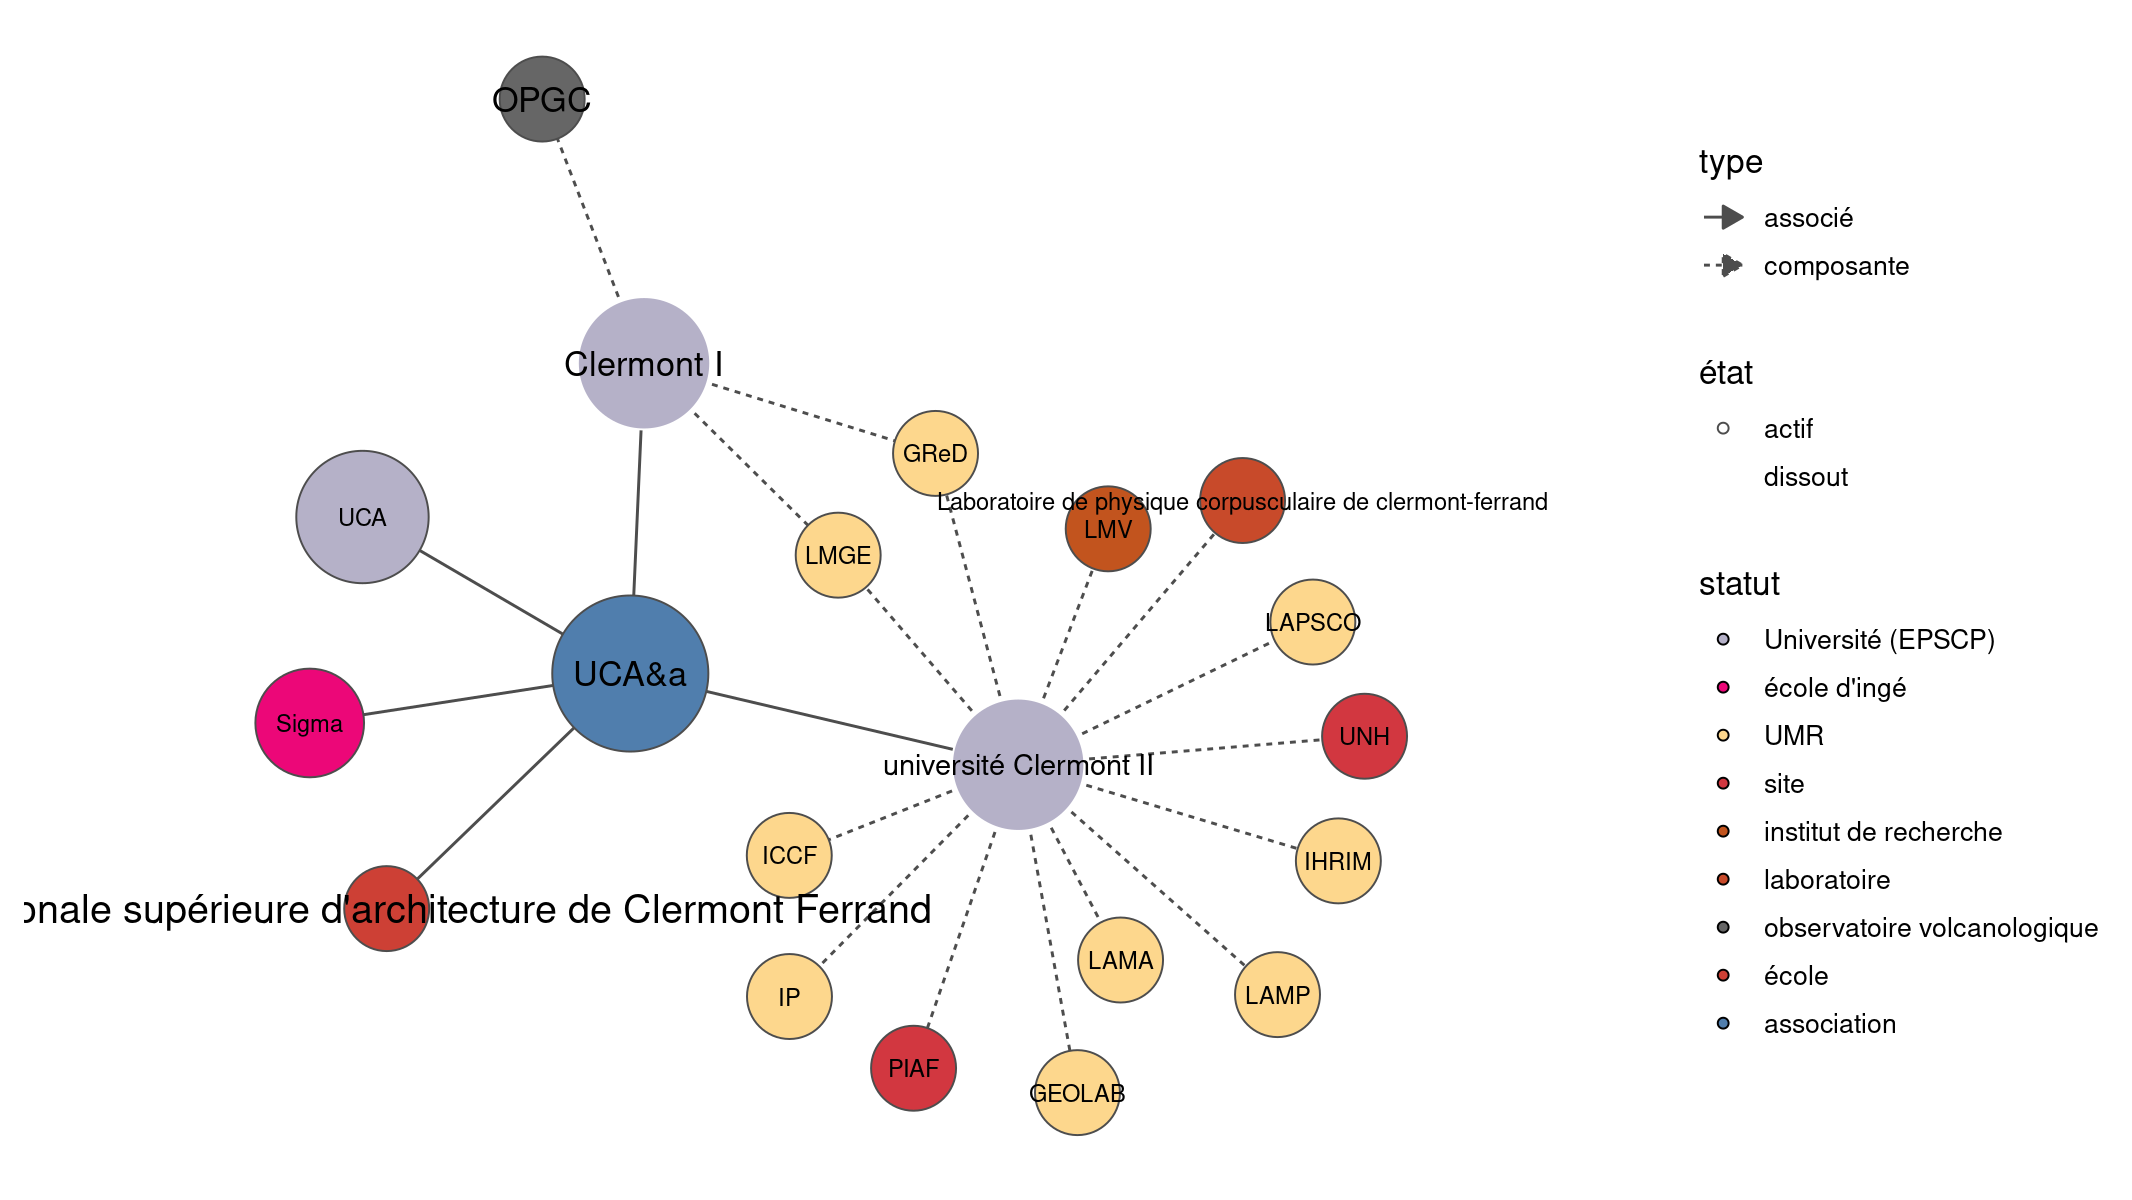 OPGC
Clermont I
UCA
GReD
Laboratoire de physique corpusculaire de clermont-ferrand
LMV
LMGE
LAPSCO
UCA&a
Sigma
UNH
université Clermont II
ICCF
IHRIM
supérieure d'architecture de Clermont Ferrand
LAMA
IP
LAMP
PIAF
GEOLAB
type
associé
composante
état
actif
dissout
statut
Université (EPSCP)
école d'ingé
UMR
site
institut de recherche
laboratoire
observatoire volcanologique
école
association